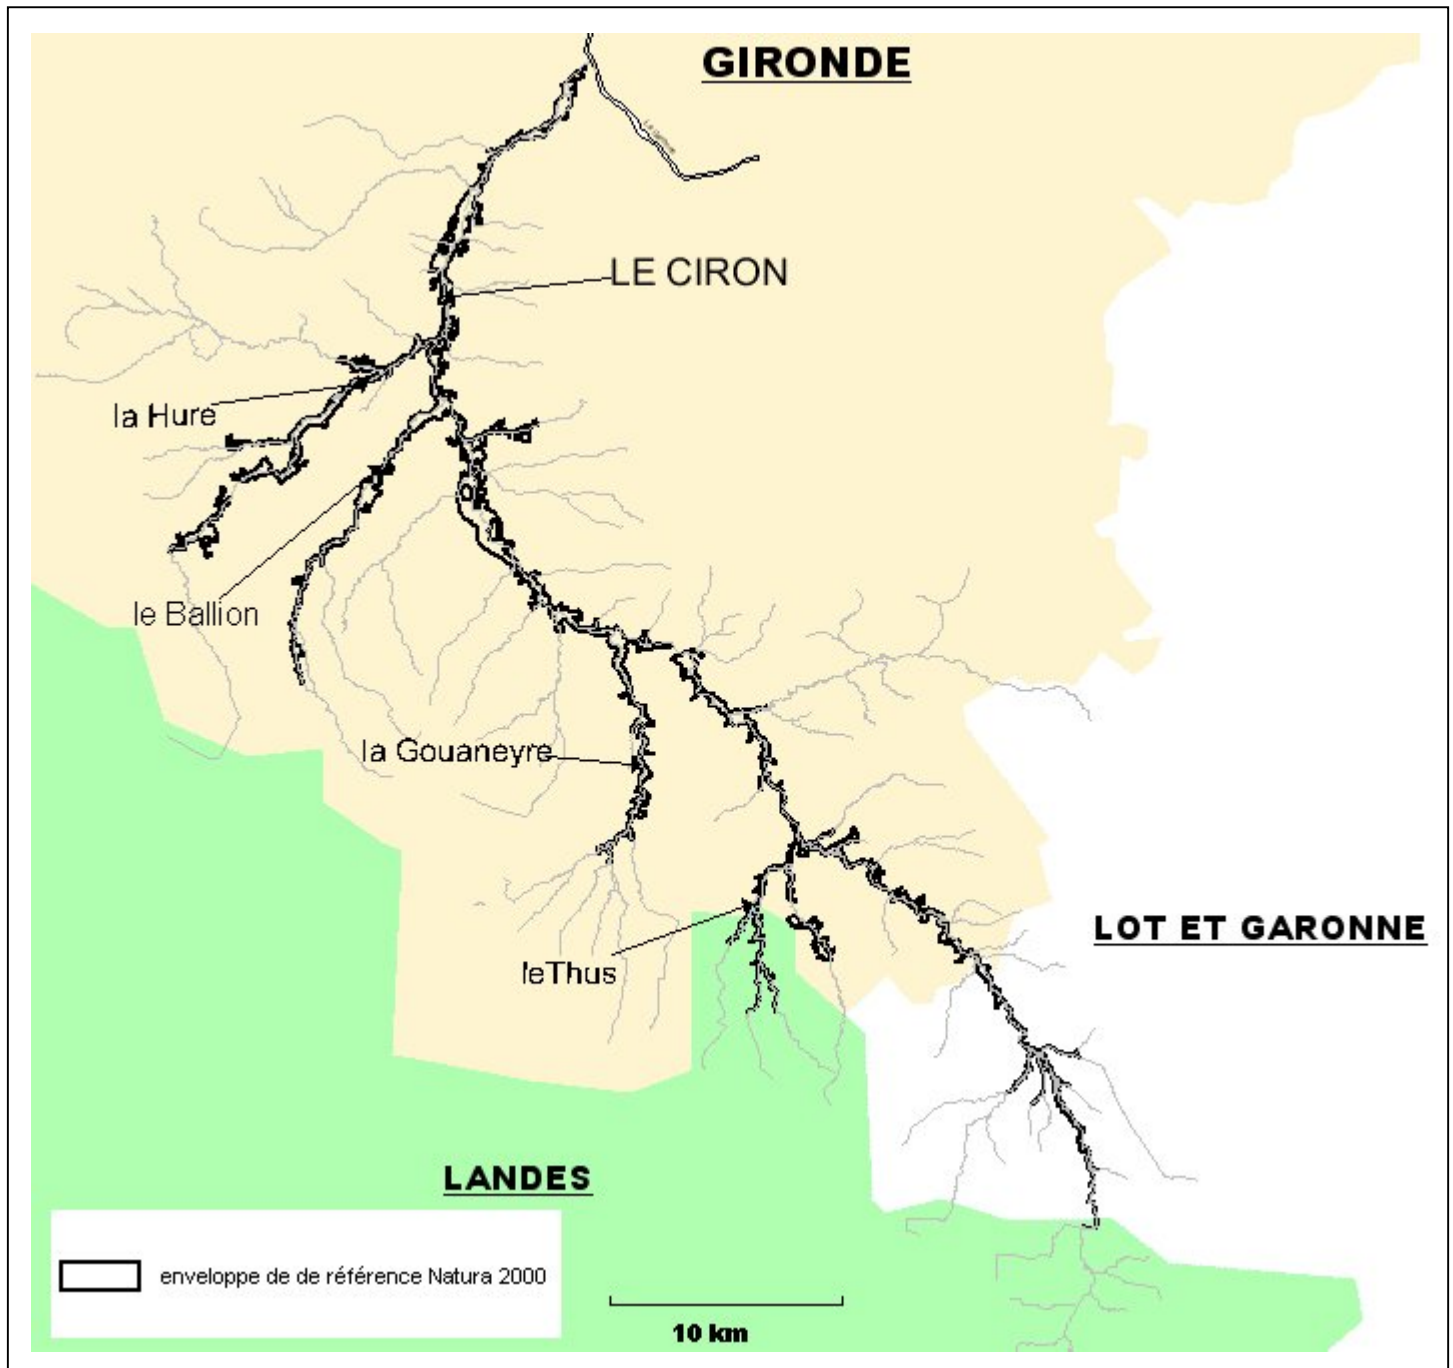 GIRONDE
LE CIRON
la Hure
le Ballion
la Gouaneyre
leThus
LOT ET GARONNE
LANDES
enveloppe de de référence Natura 2000
10 km